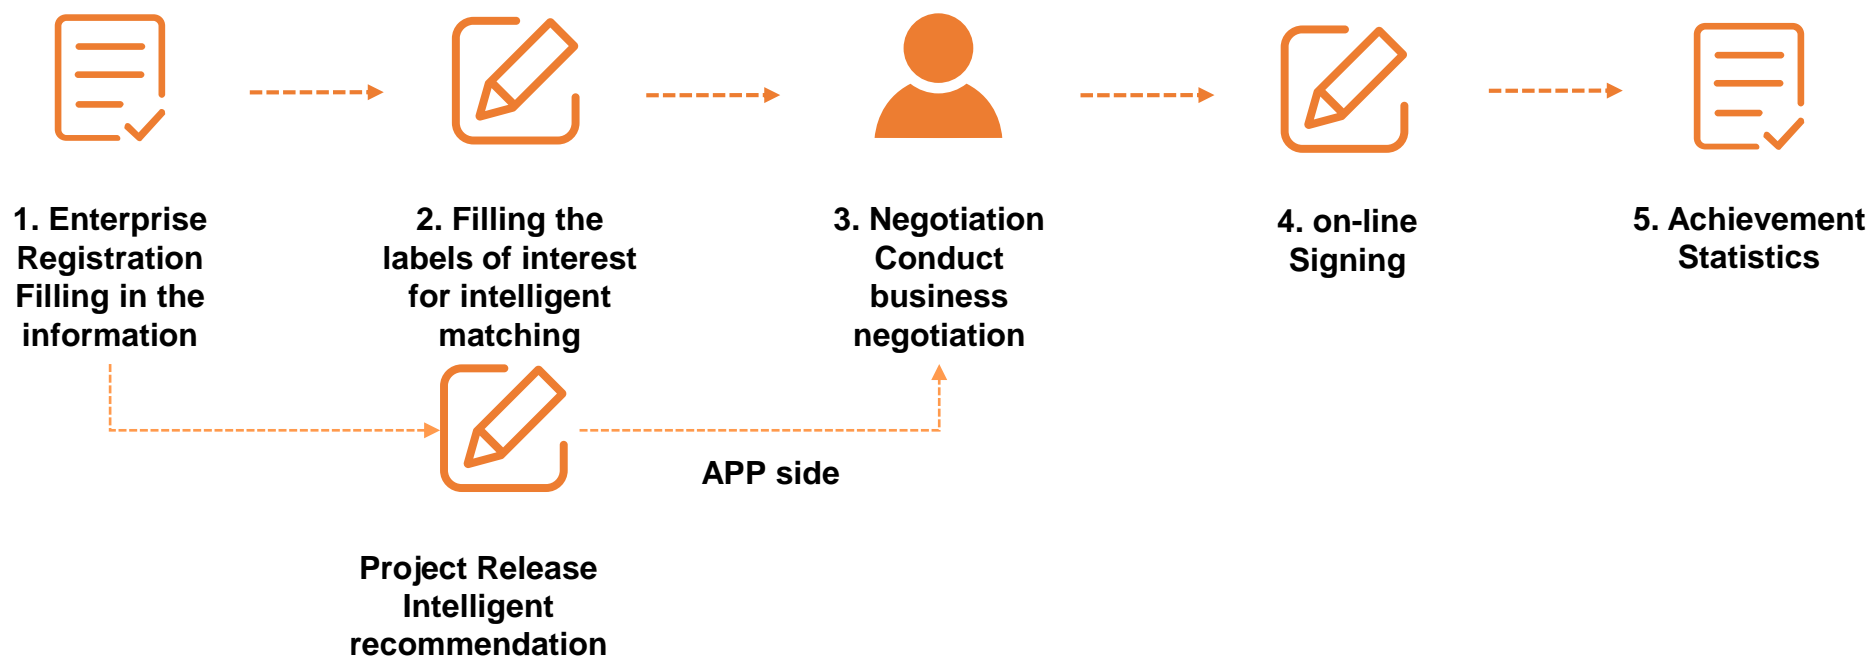 1. Enterprise
Registration
Filling in the
information
2. Filling the
labels of interest
for intelligent
matching
3. Negotiation
Conduct
business
negotiation
4. on-line
Signing
5. Achievement
Statistics
APP side
Project Release
Intelligent
recommendation